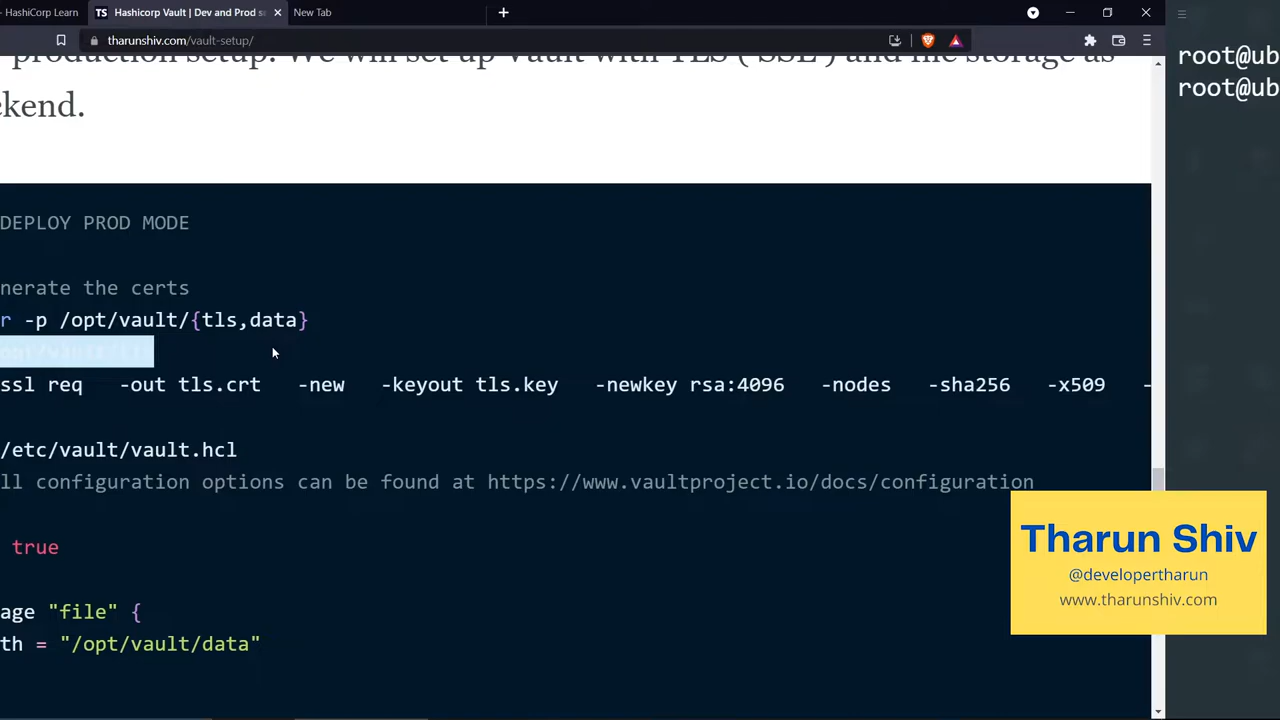 - HashiCorp Learn
TS Hashicorp Vault | Dev and Prod se
New Tab
tharunshiv.com/vault-setup/
production setup. We will set up Vault with TLS ( SSL ) and file storage as
ckend.
DEPLOY PROD MODE
nerate the certs
r -p /opt/vault/{tls,data}
ssl req -out tls.crt -new -keyout tls.key -newkey rsa:4096 -nodes -sha256 -x509 -
/etc/vault/vault.hcl
ll configuration options can be found at https://www.vaultproject.io/docs/configuration
true
age "file" {
th = "/opt/vault/data"
root@ub
root@ub
Tharun Shiv
@developertharun
www.tharunshiv.com